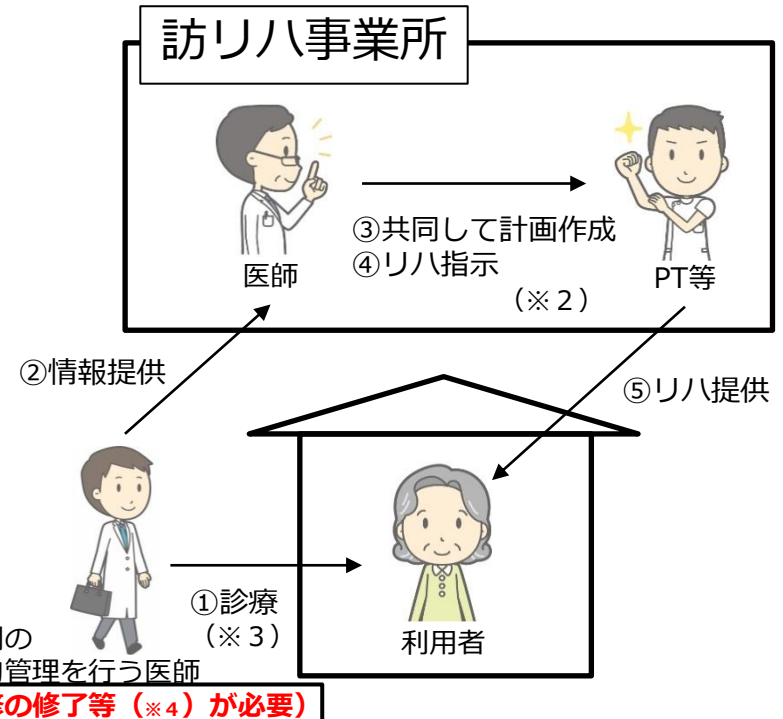 訪リハ事業所
③共同して計画作成
④リハ指示
医師
PT等
（※２）
②情報提供
⑤リハ提供
①診療
（※３）
利用者
の
管理を行う医師
の修了等（※4）が必要）